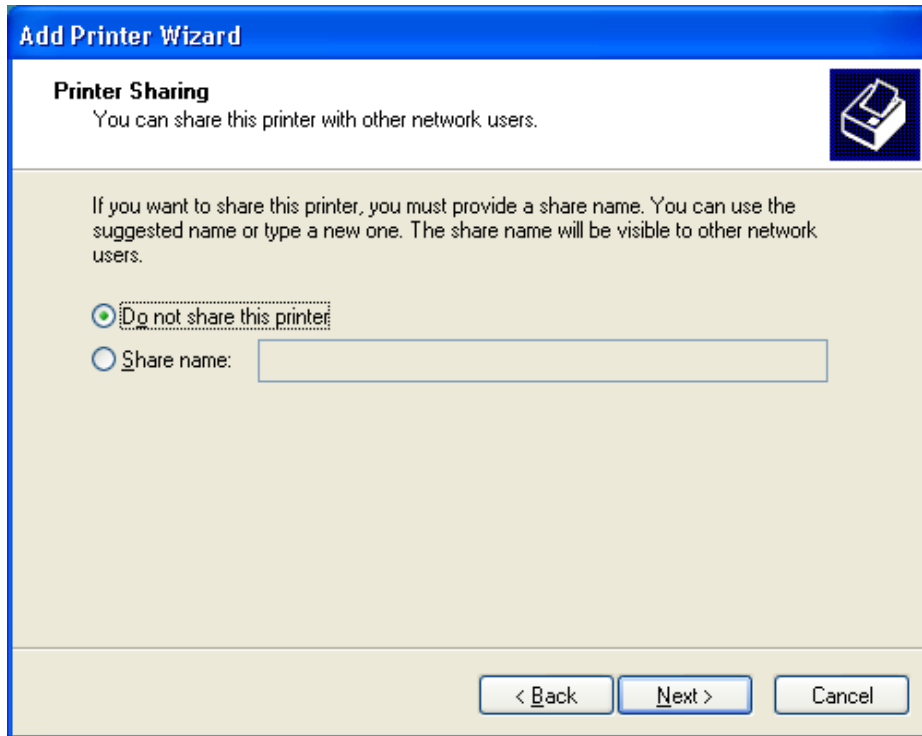 Add Printer Wizard
Printer Sharing
You can share this printer with other network users.
If you want to share this printer, you must provide a share name. You can use the
suggested name or type a new one. The share name will be visible to other network
users.
Do not share this printer
Share name:
< Back
Next >
Cancel